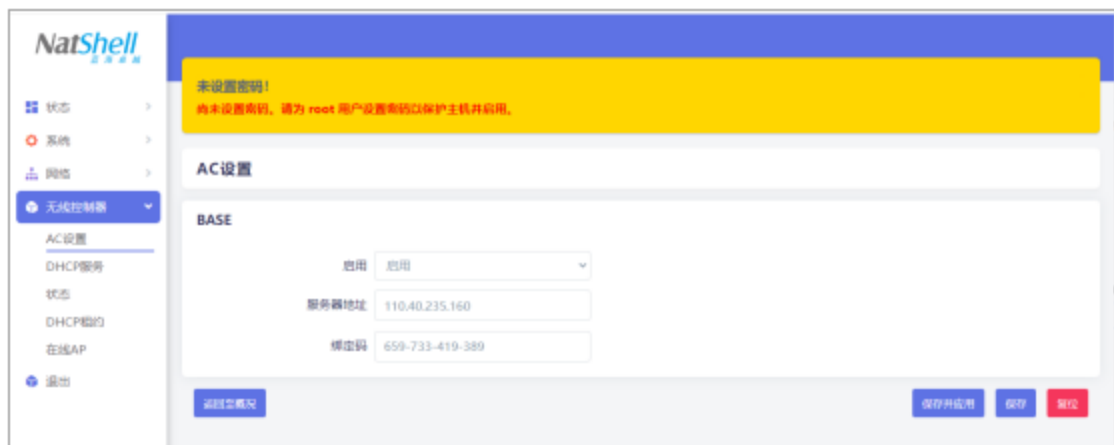 NatShell
未设置密码！
尚未设置密码。请为 root 用户设置密码以保护主机并启用。
状态
系统
网络
无线控制器
AC设置
DHCP服务
状态
DHCP租约
在线AP
退出
AC设置
BASE
启用 启用
服务器地址 110.40.235.160
绑定码 659-733-419-389
返回至概况 保存并应用 保存 复位